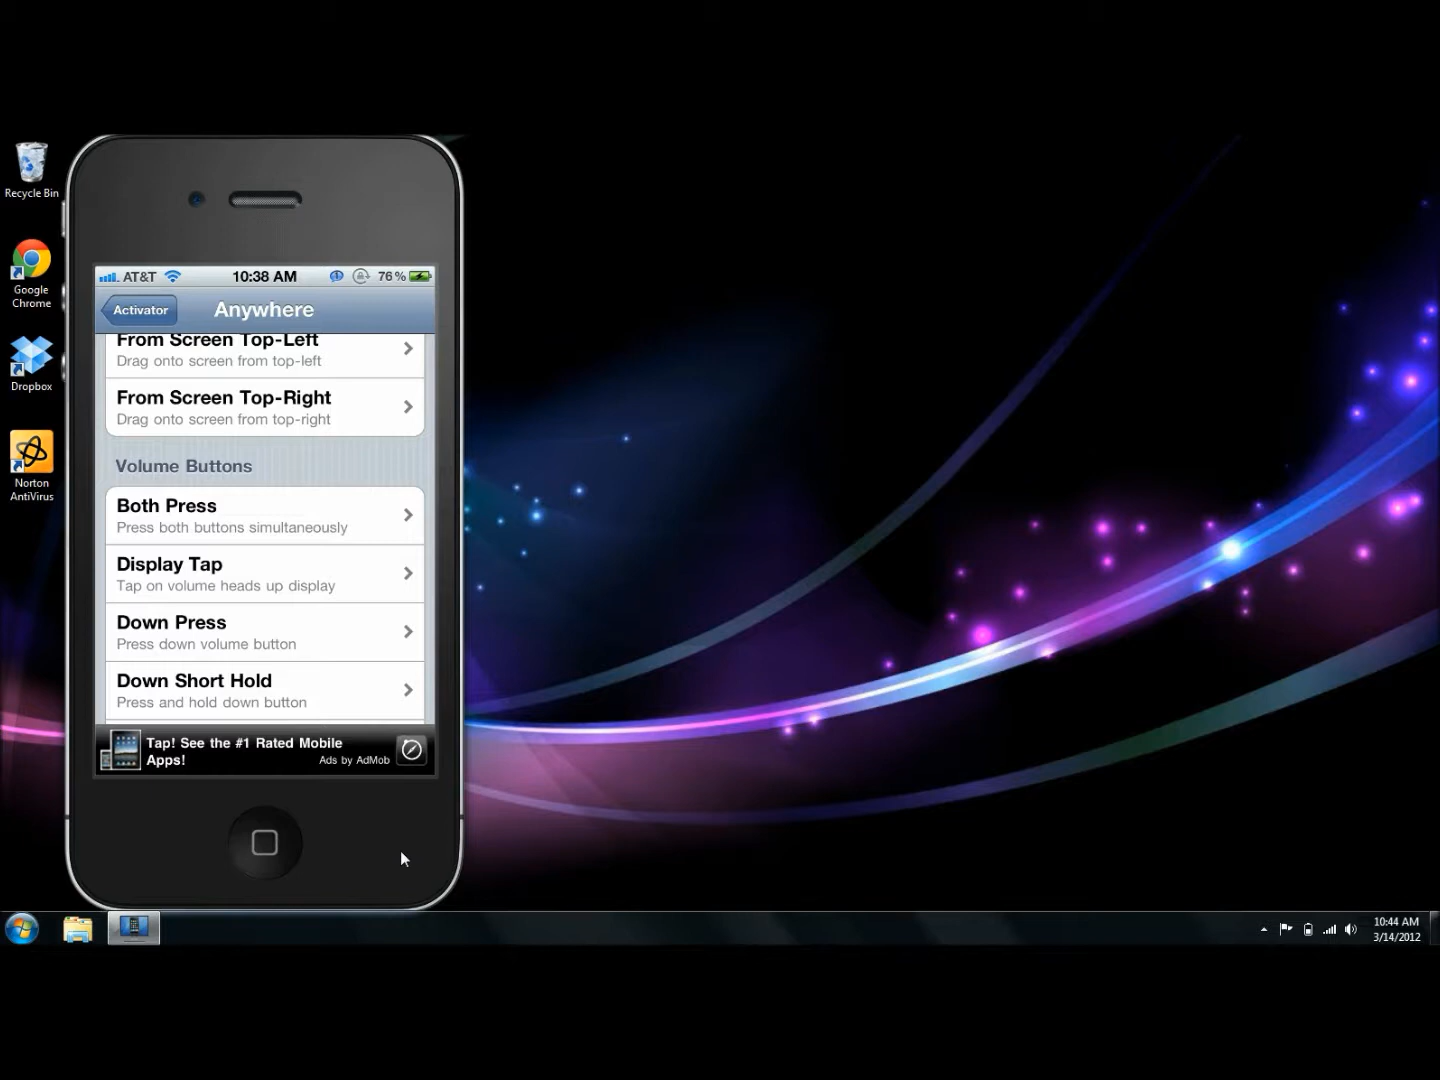 Recycle Bin
Google
Chrome
Dropbox
Norton
AntiVirus
AT&T
10:38 AM
76%
Activator
Anywhere
From Screen Top-Left
Drag onto screen from top-left
From Screen Top-Right
Drag onto screen from top-right
Volume Buttons
Both Press
Press both buttons simultaneously
Display Tap
Tap on volume heads up display
Down Press
Press down volume button
Down Short Hold
Press and hold down button
Tap! See the #1 Rated Mobile
Apps!
Ads by AdMob
10:44 AM
3/14/2012